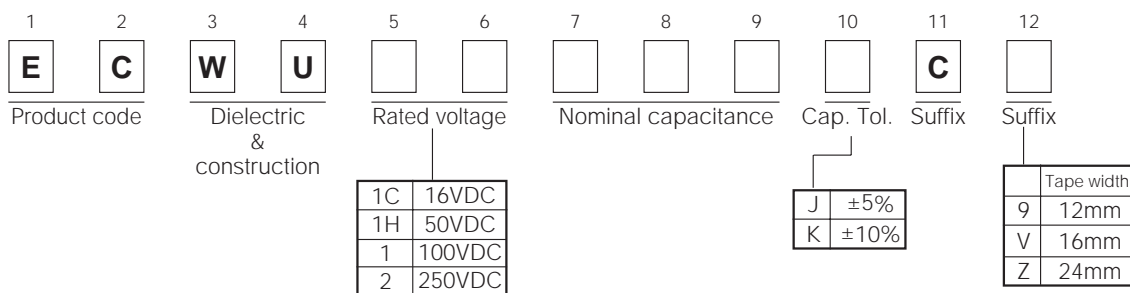 1 2 3 4 5 6 7 8 9 10 11 12
E C W U C
Product code Dielectric & construction Rated voltage Nominal capacitance Cap. Tol. Suffix Suffix
1C 16VDC
1H 50VDC
1 100VDC
2 250VDC
J ±5%
K ±10%
Tape width
9 12mm
V 16mm
Z 24mm